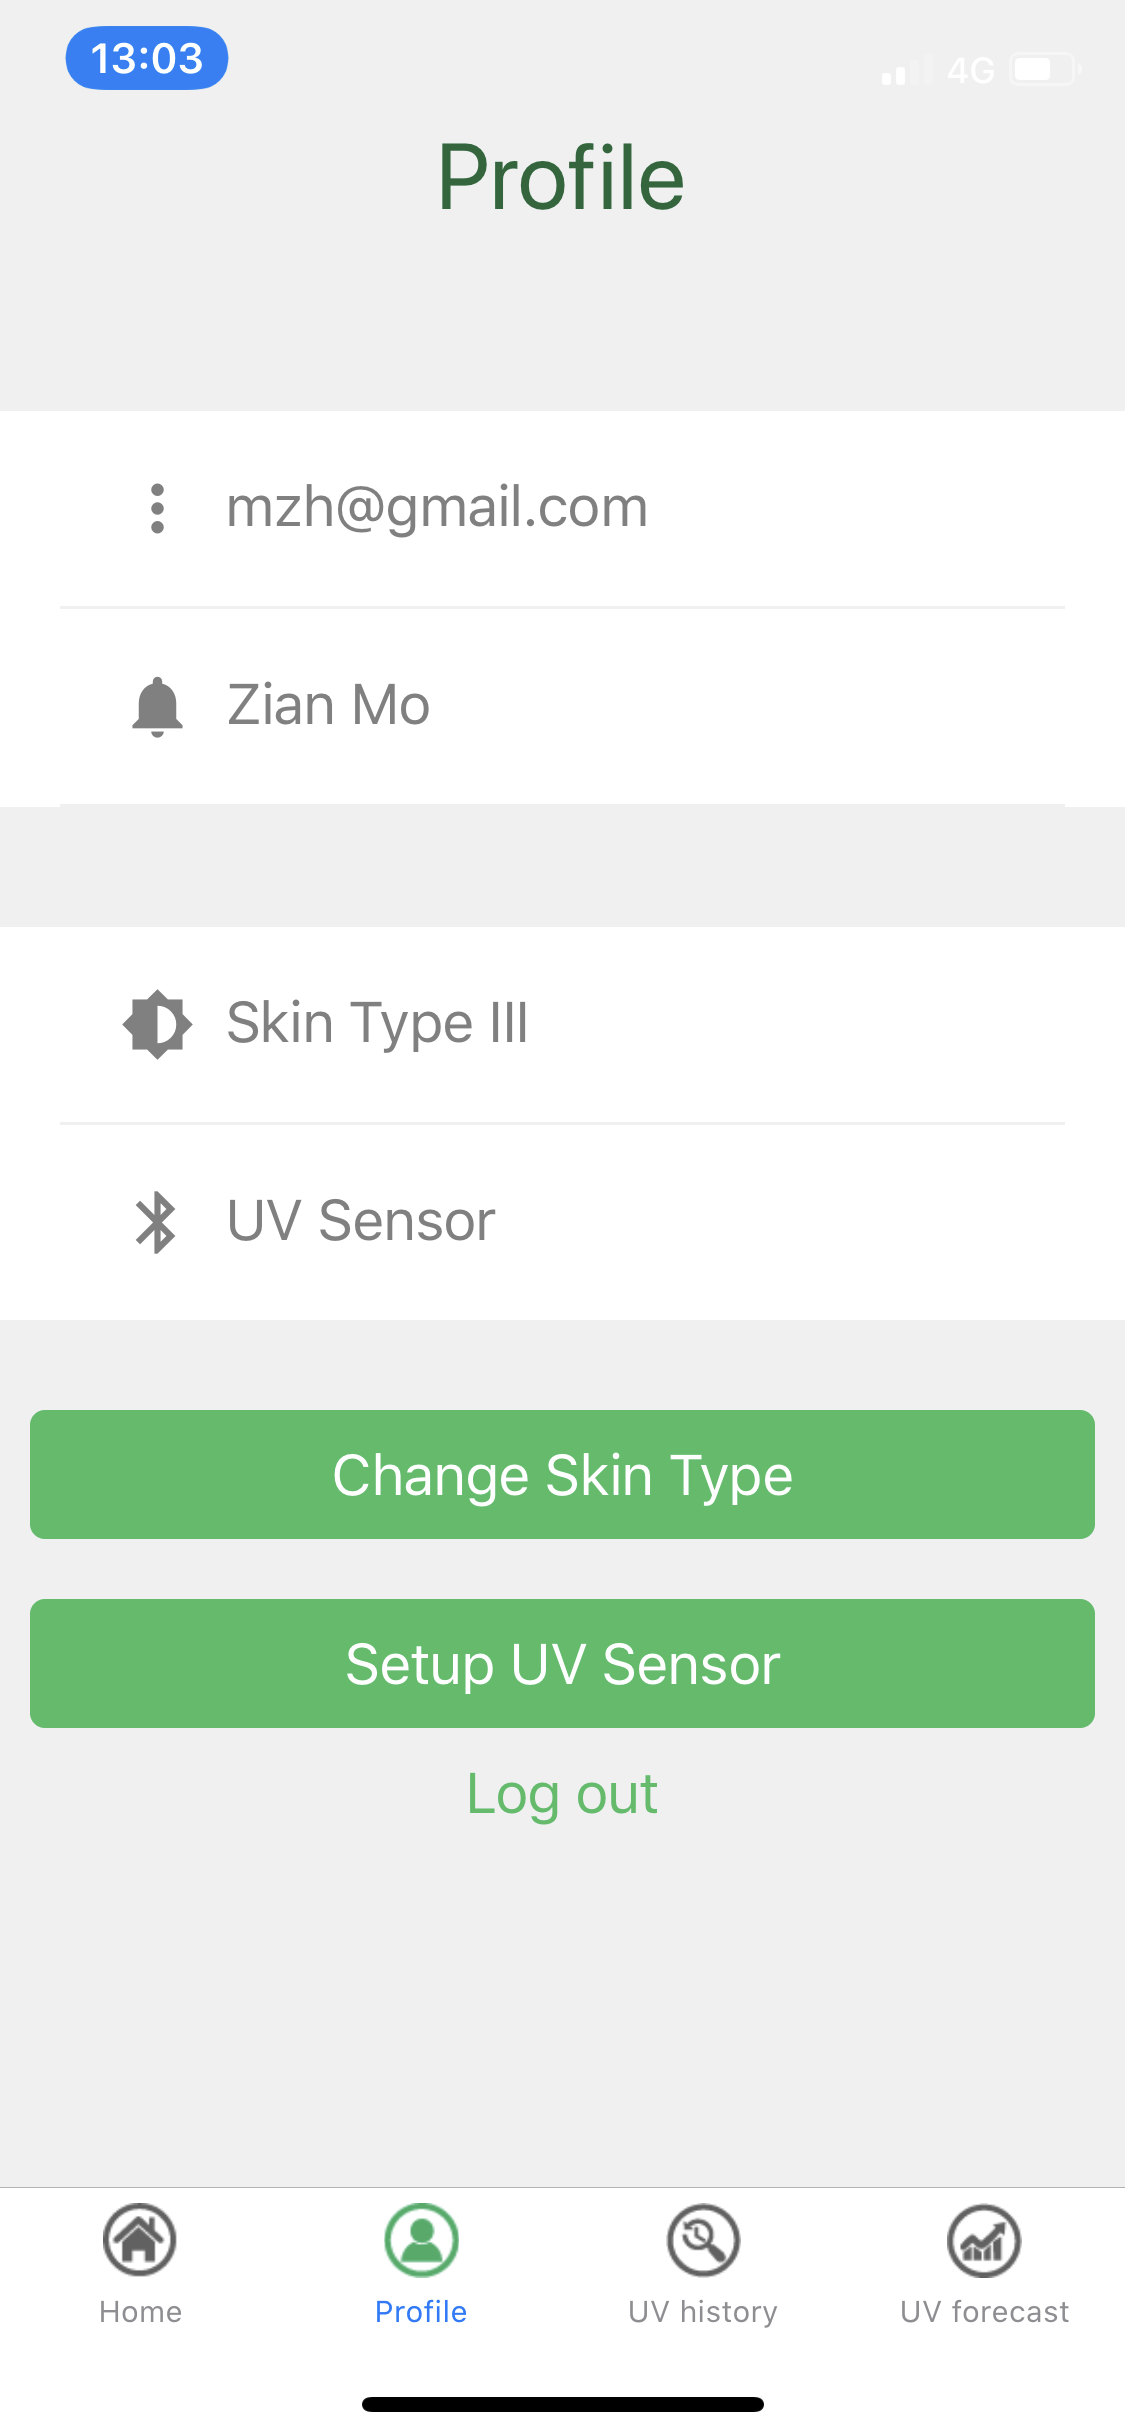 13:03
4G
Profile
mzh@gmail.com
Zian Mo
Skin Type III
UV Sensor
Change Skin Type
Setup UV Sensor
Log out
Home
Profile
UV history
UV forecast